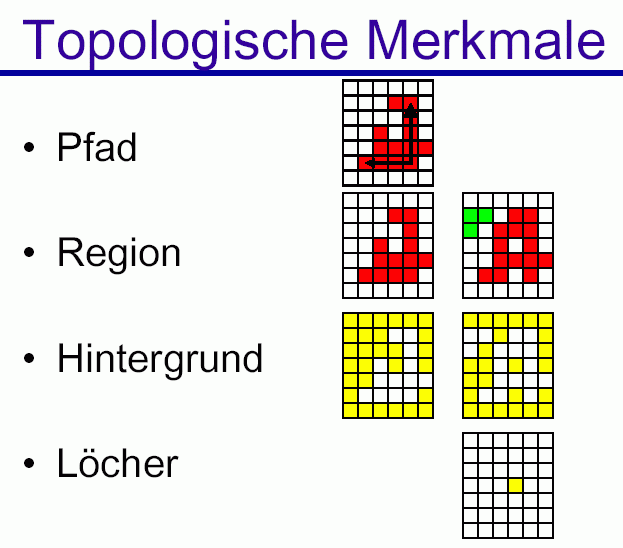 Topologische Merkmale
• Pfad
• Region
• Hintergrund
• Löcher